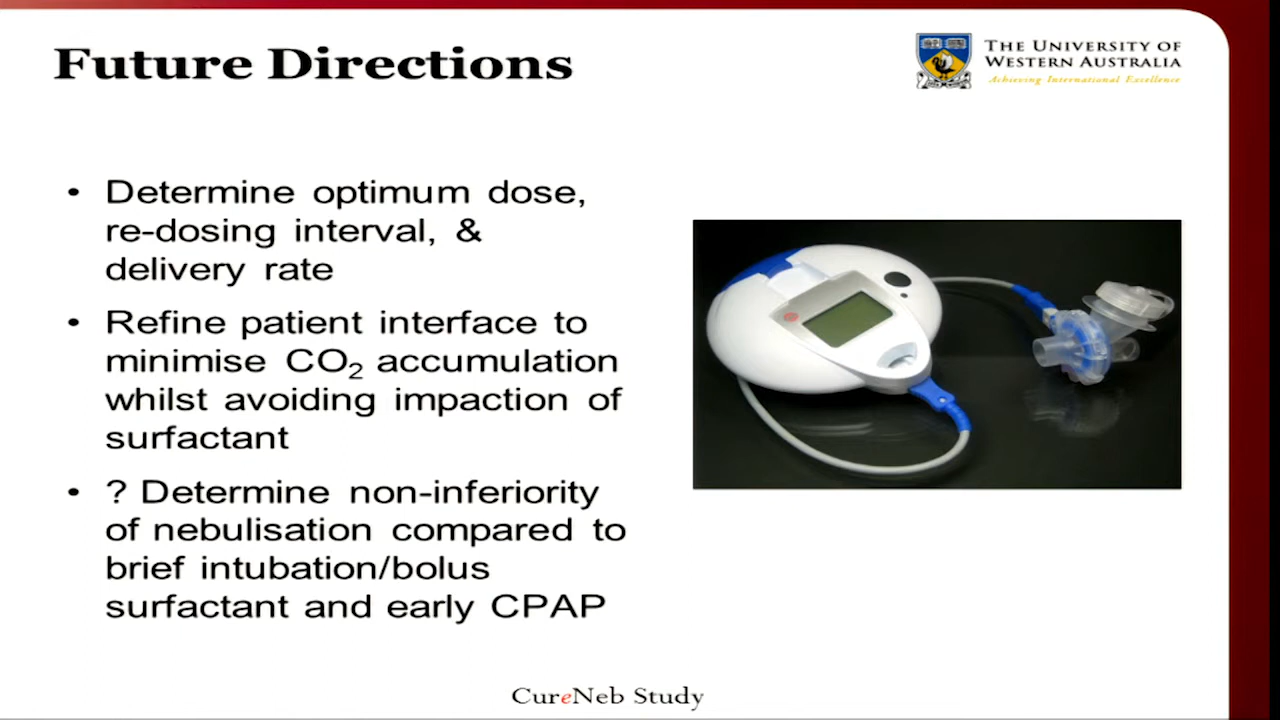 Future Directions
THE UNIVERSITY OF
WESTERN AUSTRALIA
Achieving International Excellence
• Determine optimum dose,
re-dosing interval, &
delivery rate
• Refine patient interface to
minimise CO₂ accumulation
whilst avoiding impaction of
surfactant
• ? Determine non-inferiority
of nebulisation compared to
brief intubation/bolus
surfactant and early CPAP
CureNeb Study